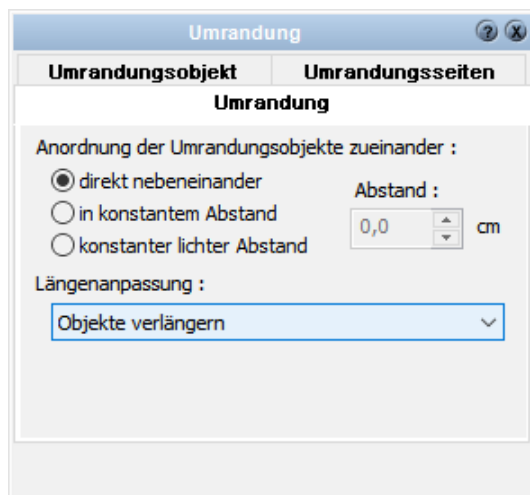 Umrandung
Umrandungsobjekt Umrandungsseiten
Umrandung
Anordnung der Umrandungsobjekte zueinander :
direkt nebeneinander
Abstand :
in konstantem Abstand
0,0 cm
konstanter lichter Abstand
Längenanpassung :
Objekte verlängern